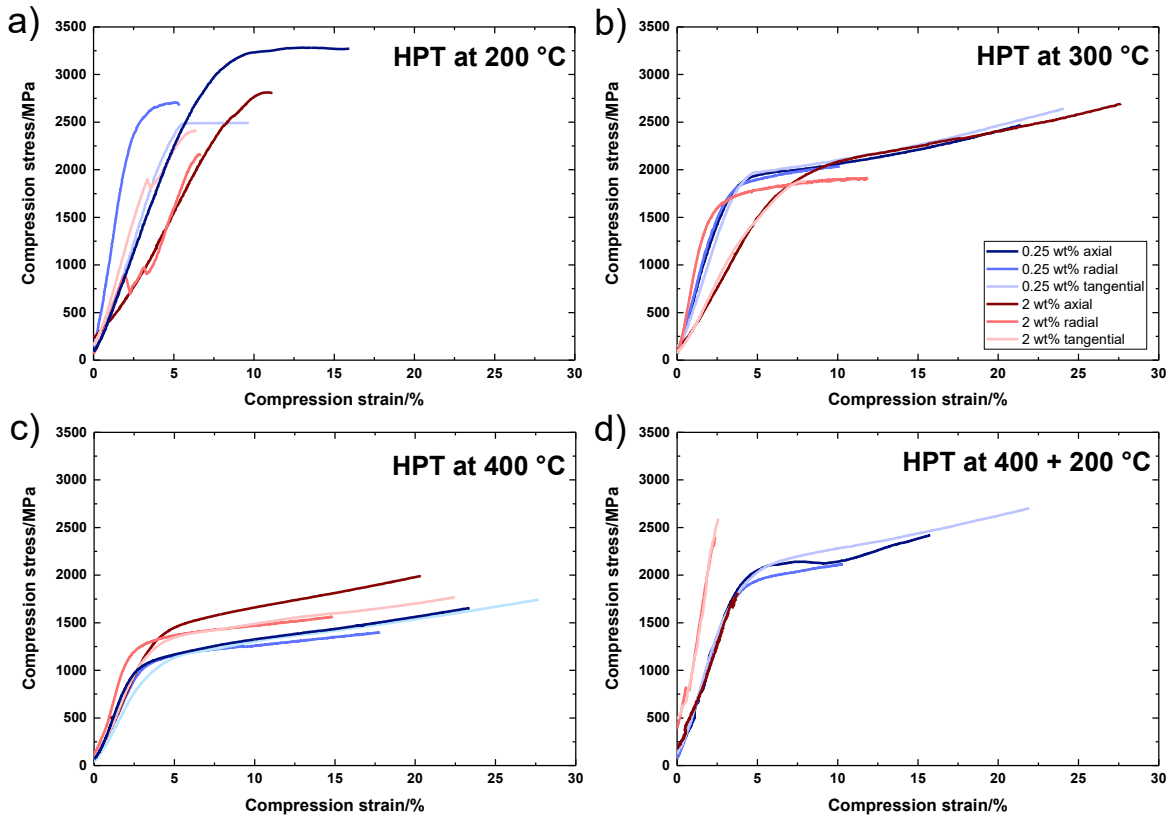 a)
HPT at 200 °C
Compression stress/MPa
3500
3000
2500
2000
1500
1000
500
0
0 5 10 15 20 25 30
Compression strain/%
b)
HPT at 300 °C
Compression stress/MPa
3500
3000
2500
2000
1500
1000
500
0
0.25 wt% axial
0.25 wt% radial
0.25 wt% tangential
2 wt% axial
2 wt% radial
2 wt% tangential
0 5 10 15 20 25 30
Compression strain/%
c)
HPT at 400 °C
Compression stress/MPa
3500
3000
2500
2000
1500
1000
500
0
0 5 10 15 20 25 30
Compression strain/%
d)
HPT at 400 + 200 °C
Compression stress/MPa
3500
3000
2500
2000
1500
1000
500
0
0 5 10 15 20 25 30
Compression strain/%